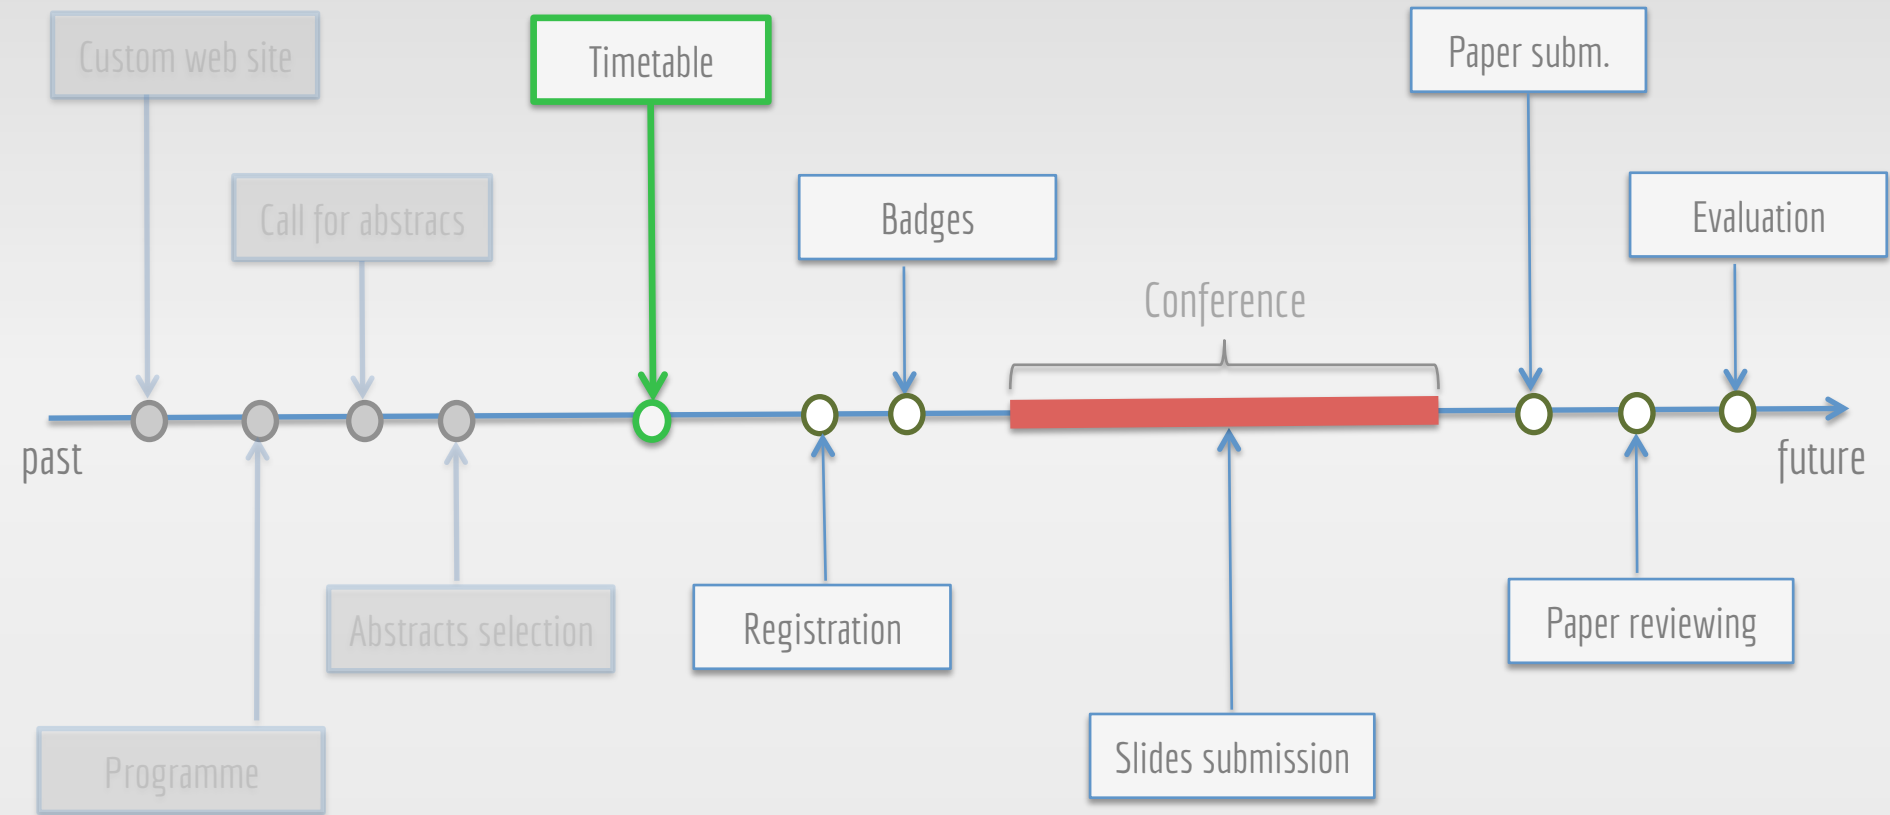 Custom web site
Timetable
Paper subm.
Call for abstracs
Badges
Evaluation
Conference
past
future
Abstracts selection
Registration
Paper reviewing
Programme
Slides submission